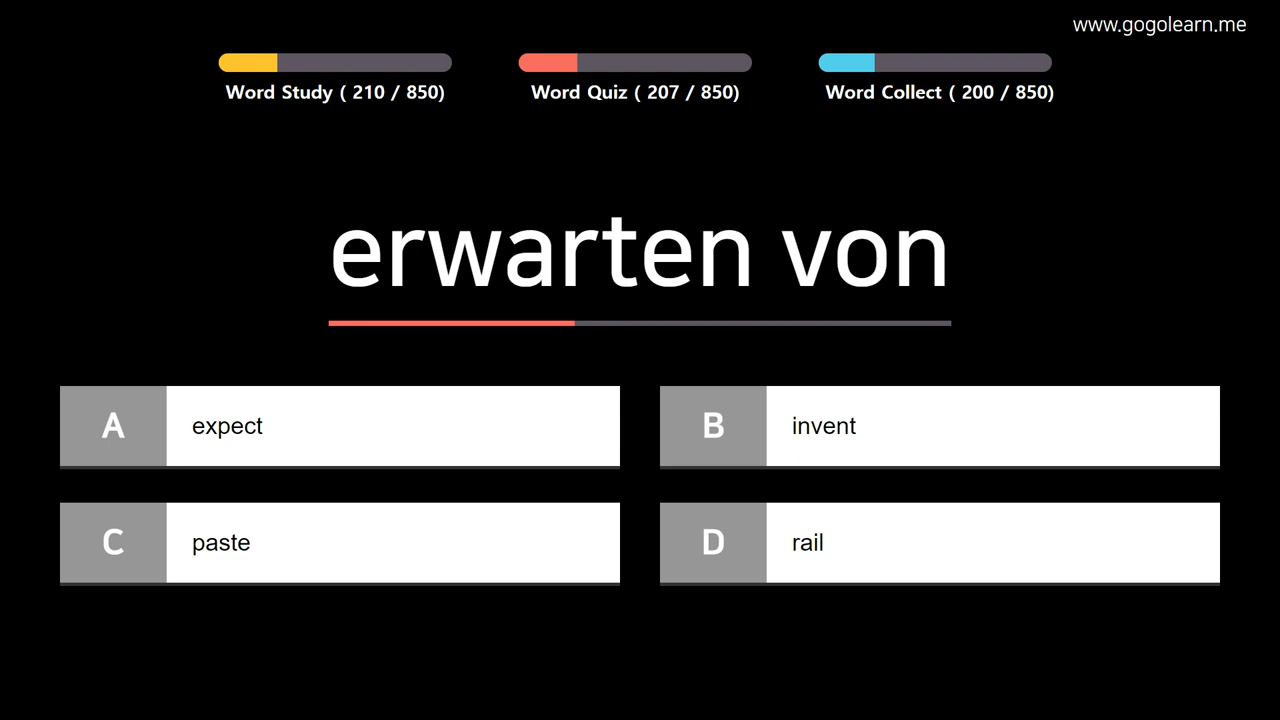 www.gogolearn.me
Word Study ( 210 / 850)
Word Quiz ( 207 / 850)
Word Collect ( 200 / 850)
erwarten von
A expect
B invent
C paste
D rail